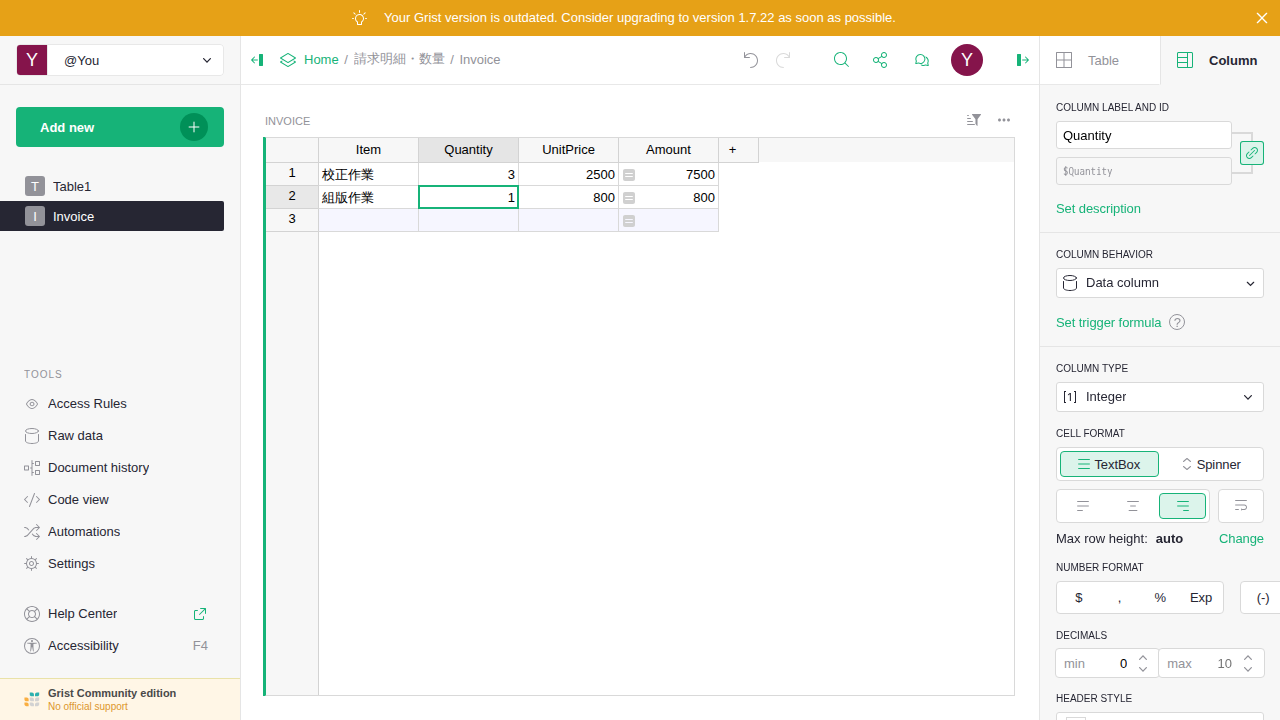 Your Grist version is outdated. Consider upgrading to version 1.7.22 as soon as possible.
Y
@You
Home / 請求明細・数量 / Invoice
Y
Table
Column
Add new
T Table1
I Invoice
TOOLS
Access Rules
Raw data
Document history
Code view
Automations
Settings
Help Center
Accessibility F4
Grist Community edition
No official support
INVOICE
Item Quantity UnitPrice Amount +
1 校正作業 3 2500 = 7500
2 組版作業 1 800 = 800
3 =
COLUMN LABEL AND ID
Quantity
$Quantity
Set description
COLUMN BEHAVIOR
Data column
Set trigger formula ?
COLUMN TYPE
[1] Integer
CELL FORMAT
TextBox Spinner
Max row height: auto Change
NUMBER FORMAT
$ , % Exp (-)
DECIMALS
min 0 max 10
HEADER STYLE